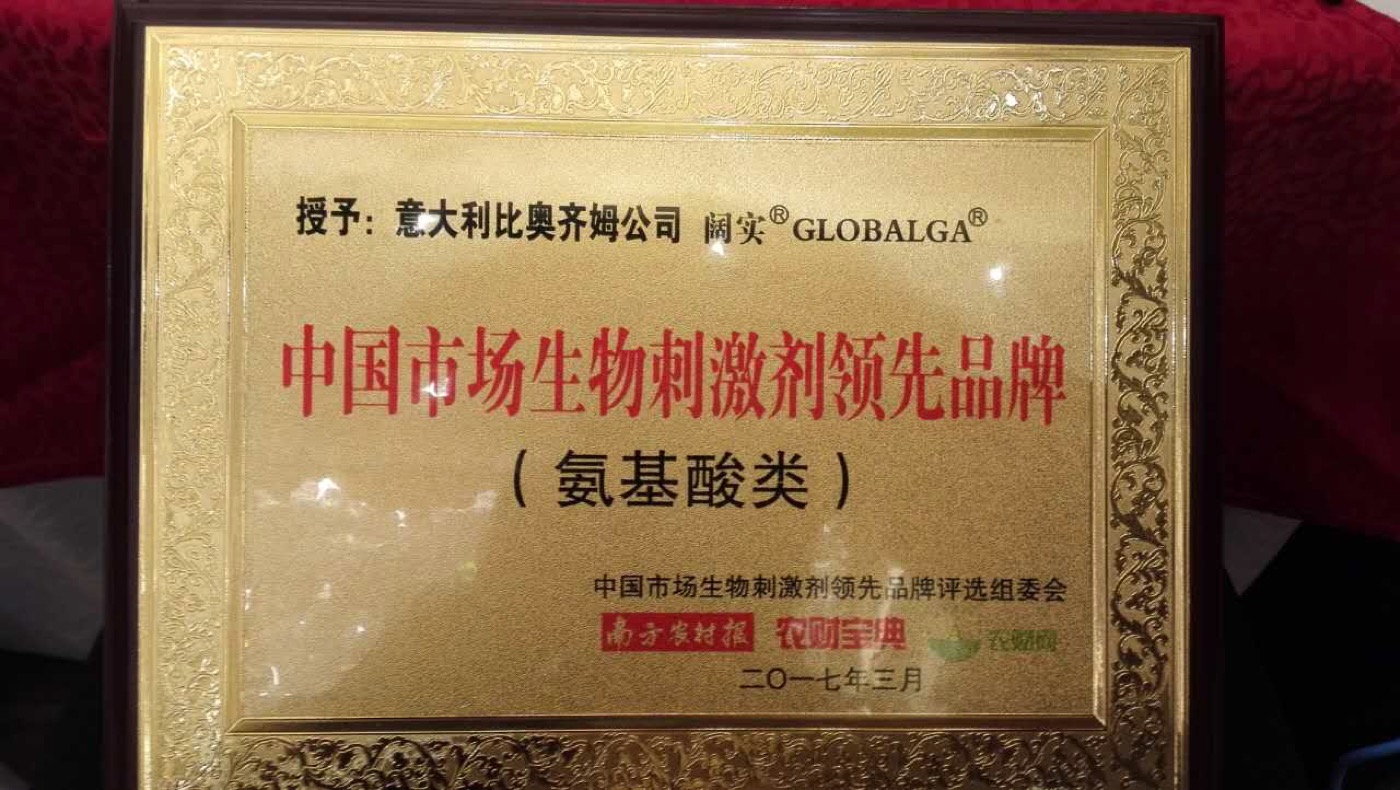 授予：意大利比奥齐姆公司 阔实®GLOBALGA®
中国市场生物刺激剂领先品牌
（氨基酸类）
中国市场生物刺激剂领先品牌评选组委会
南方农村报 农财宝典 农财网
二〇一七年三月